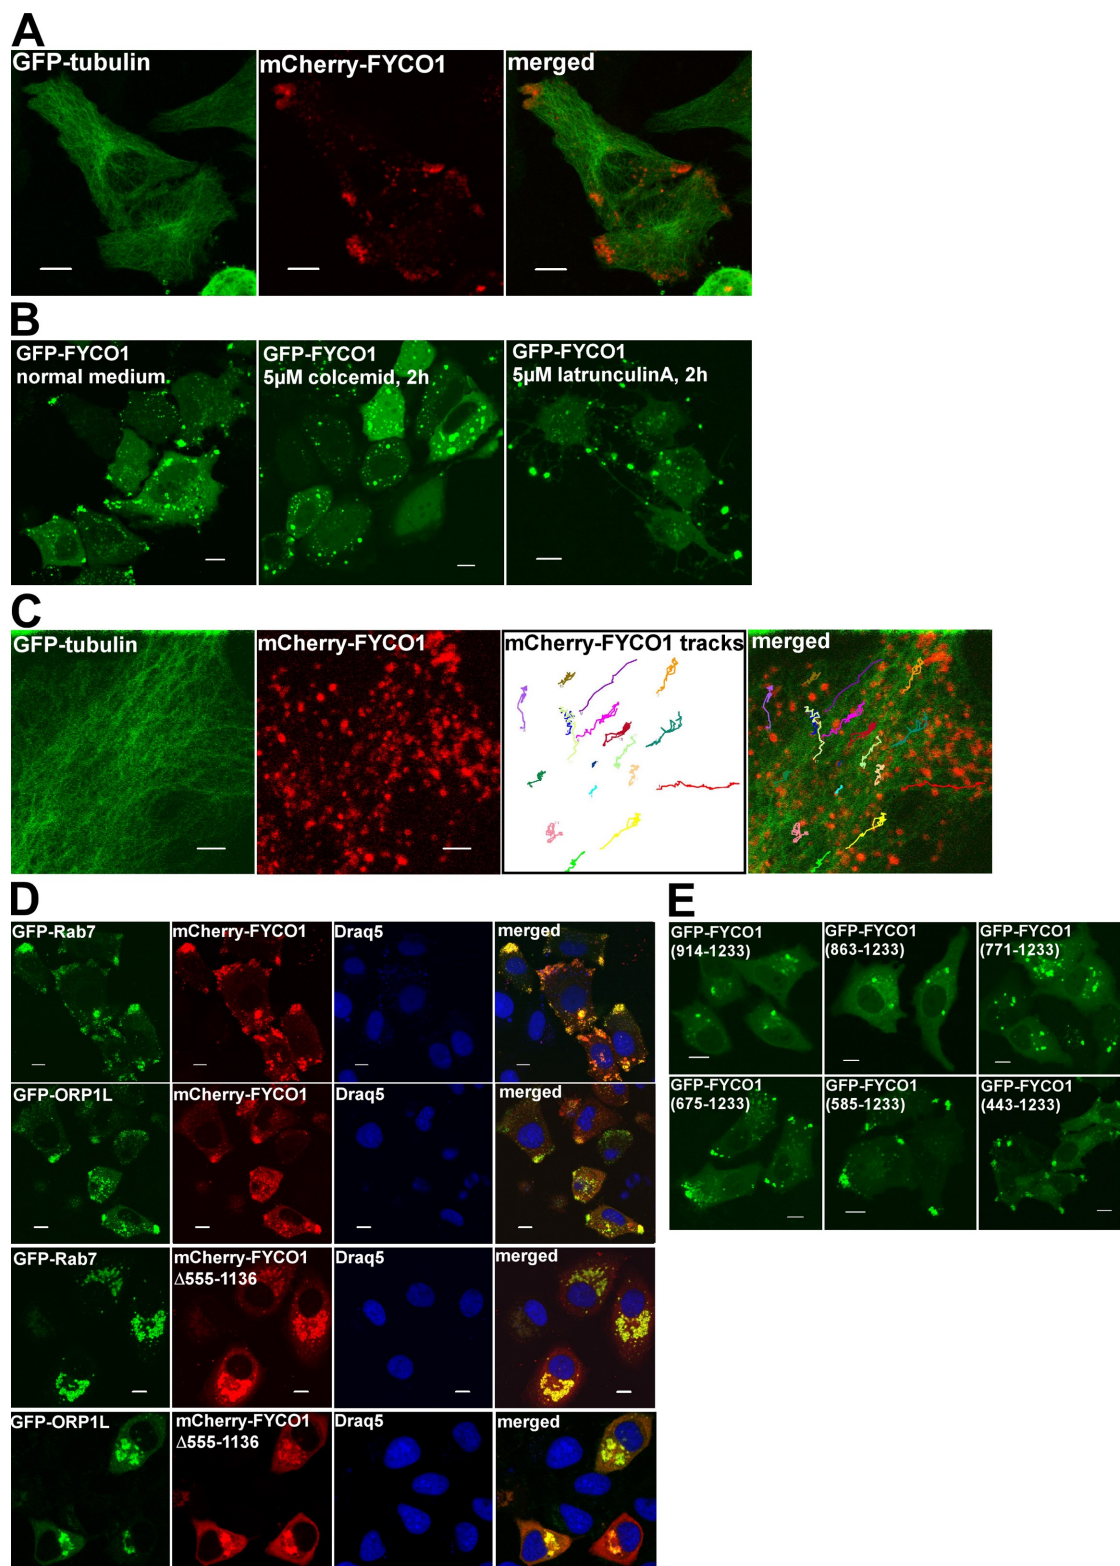 A
GFP-tubulin
mCherry-FYCO1
merged
B
GFP-FYCO1
normal medium
GFP-FYCO1
5µM colcemid, 2h
GFP-FYCO1
5µM latrunculinA, 2h
C
GFP-tubulin
mCherry-FYCO1
mCherry-FYCO1 tracks
merged
D
GFP-Rab7
mCherry-FYCO1
Draq5
merged
GFP-ORP1L
mCherry-FYCO1
Draq5
merged
GFP-Rab7
mCherry-FYCO1
Δ555-1136
Draq5
merged
GFP-ORP1L
mCherry-FYCO1
Δ555-1136
Draq5
merged
E
GFP-FYCO1
(914-1233)
GFP-FYCO1
(863-1233)
GFP-FYCO1
(771-1233)
GFP-FYCO1
(675-1233)
GFP-FYCO1
(585-1233)
GFP-FYCO1
(443-1233)